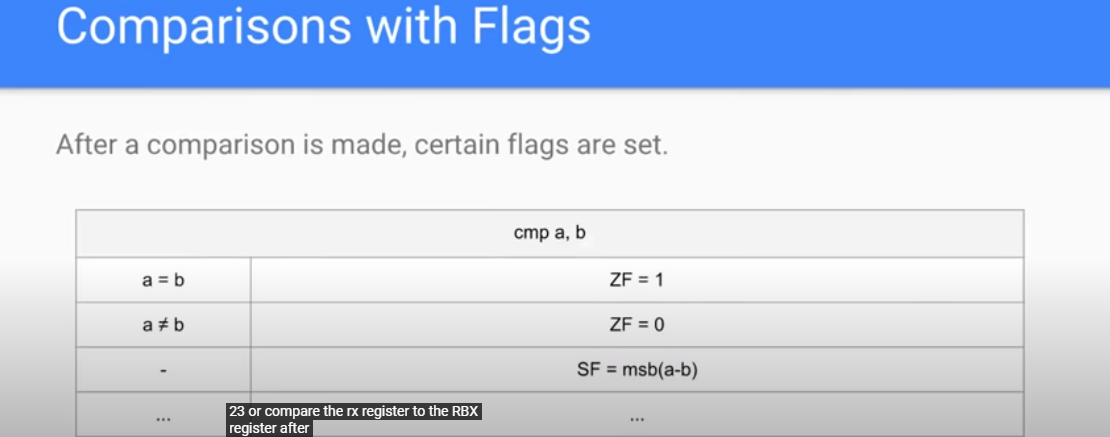 Comparisons with Flags
After a comparison is made, certain flags are set.
cmp a, b
a = b ZF = 1
a ≠ b ZF = 0
- SF = msb(a-b)
... ...
23 or compare the rx register to the RBX
register after